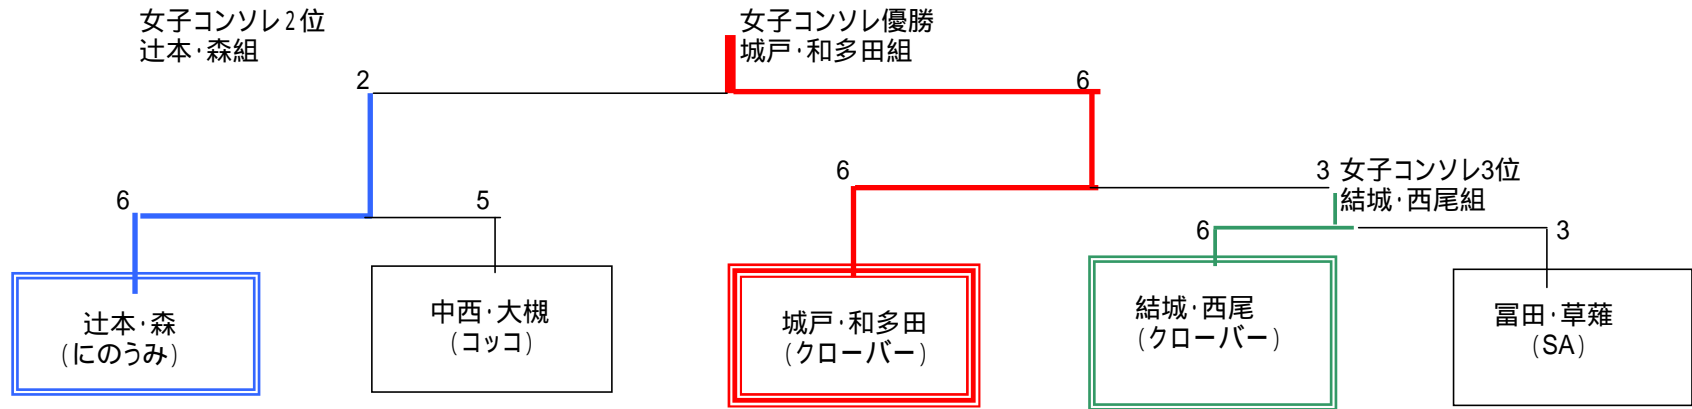 女子コンソレ2位
辻本・森組
女子コンソレ優勝
城戸・和多田組
2
6
6
3
女子コンソレ3位
結城・西尾組
6
5
6
3
辻本・森
(にのうみ)
中西・大槻
(コッコ)
城戸・和多田
(クローバー)
結城・西尾
(クローバー)
冨田・草薙
(SA)